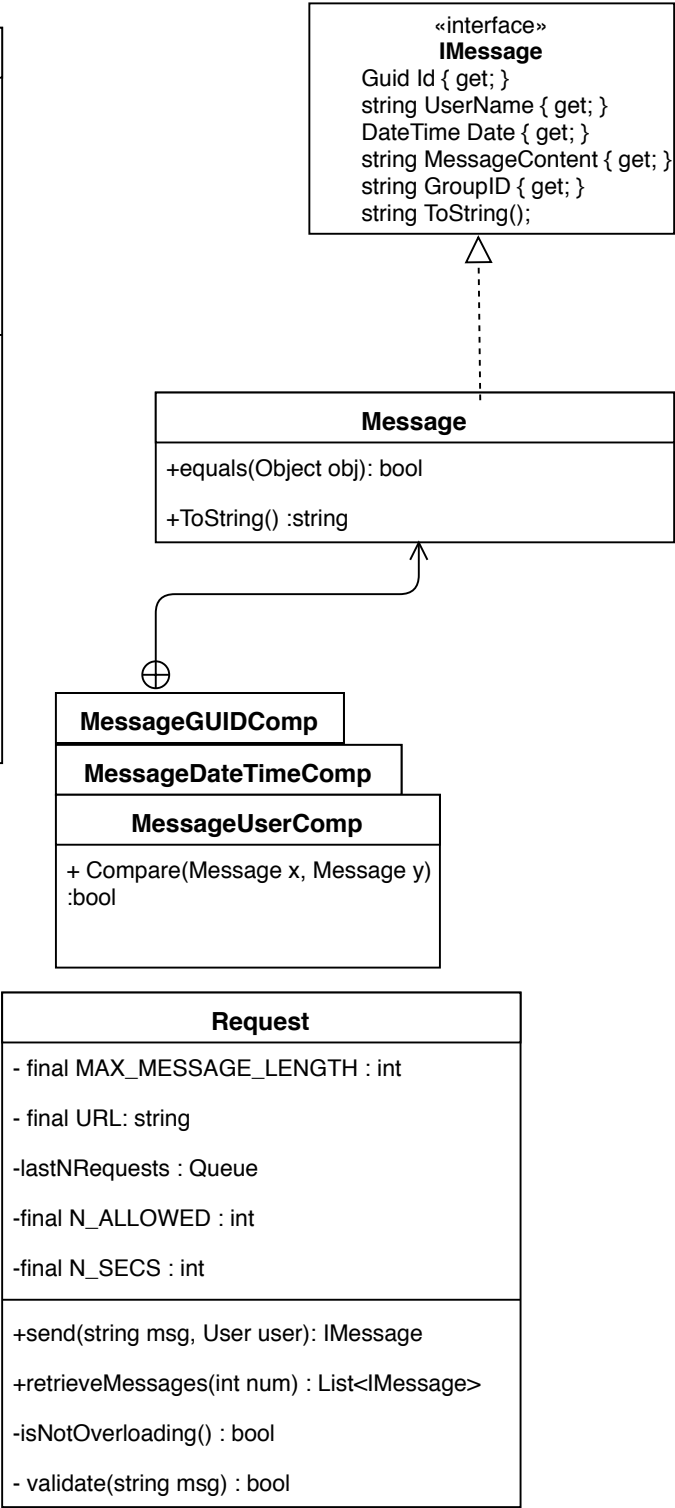 «interface»
IMessage
Guid Id { get; }
string UserName { get; }
DateTime Date { get; }
string MessageContent { get; }
string GroupID { get; }
string ToString();
Message
+equals(Object obj): bool
+ToString() :string
MessageGUIDComp
MessageDateTimeComp
MessageUserComp
+ Compare(Message x, Message y)
:bool
Request
- final MAX_MESSAGE_LENGTH : int
- final URL: string
-lastNRequests : Queue
-final N_ALLOWED : int
-final N_SECS : int
+send(string msg, User user): IMessage
+retrieveMessages(int num) : List<IMessage>
-isNotOverloading() : bool
- validate(string msg) : bool